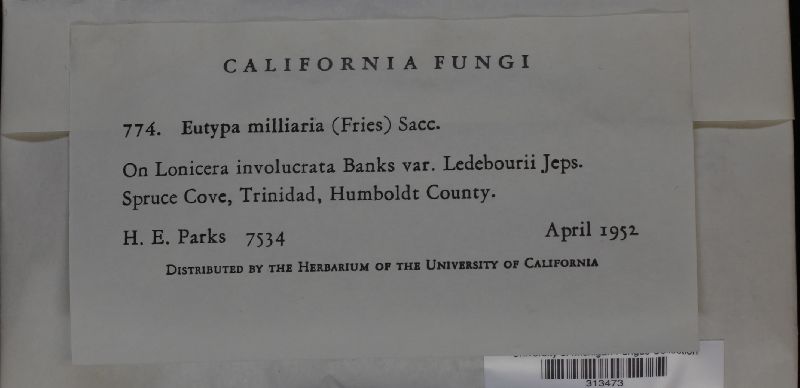 CALIFORNIA FUNGI
774. Eutypa milliaria (Fries) Sacc.
On Lonicera involucrata Banks var. Ledebourii Jeps.
Spruce Cove, Trinidad, Humboldt County.
H. E. Parks 7534 April 1952
DISTRIBUTED BY THE HERBARIUM OF THE UNIVERSITY OF CALIFORNIA
313473